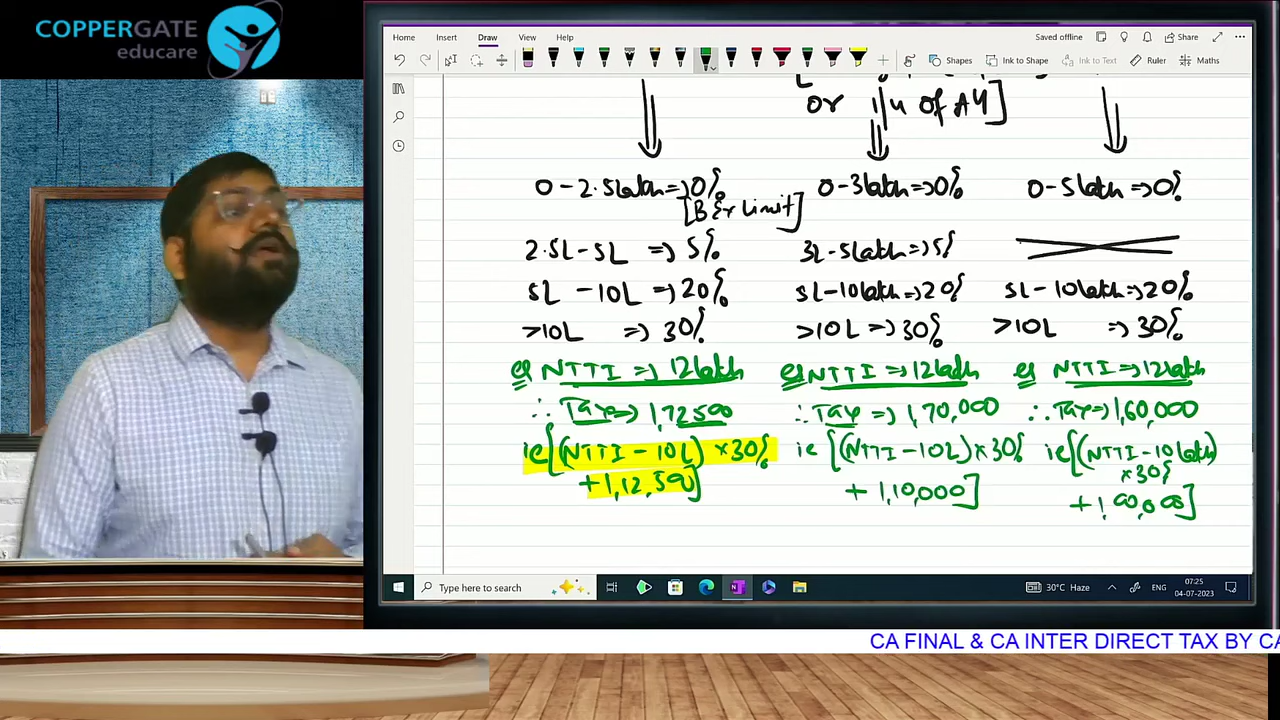 COPPERGATE
educare
Home Insert Draw View Help
Saved offline
Share
Shapes
Ink to Shape
Ink to Text
Ruler
Maths
or of AY]
0 - 2.5lakh => 0% 0-3lakh => 0% 0-5lakh => 0%
[B Ex Limit]
2.5L-5L => 5% 3L-5lakh => 5%
5L - 10L => 20% 5L-10lakh => 20% 5L-10lakh => 20%
>10L => 30% >10L => 30% >10L => 30%
eg NTTI => 12lakh eg NTTI => 12lakh eg NTTI => 12lakh
∴ Tax => 1,72,500 ∴ Tax => 1,70,000 ∴ Tax => 1,60,000
ie [(NTTI - 10L) × 30% ie [(NTTI - 10L) × 30% ie [(NTTI - 10lakh)
× 30%
+ 1,12,500] + 1,10,000] + 1,00,000]
Type here to search
30°C Haze
ENG
07:25
04-07-2023
CA FINAL & CA INTER DIRECT TAX BY CA